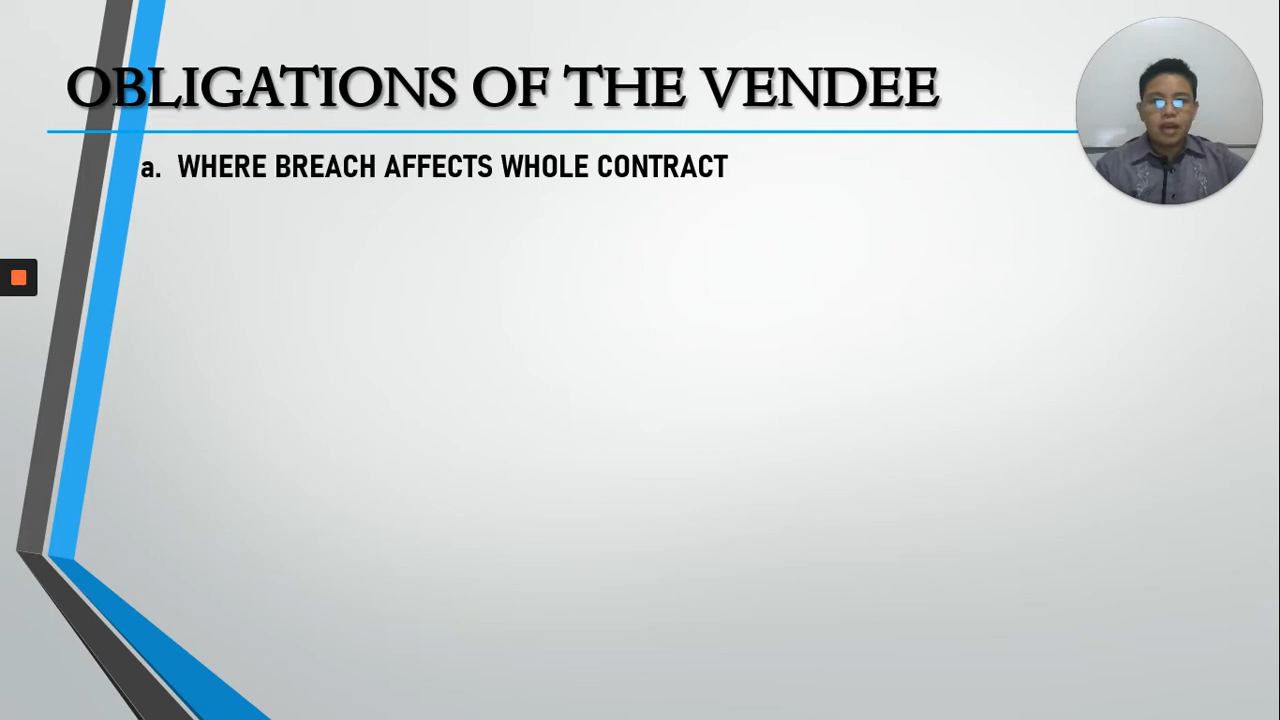 OBLIGATIONS OF THE VENDEE
a. WHERE BREACH AFFECTS WHOLE CONTRACT